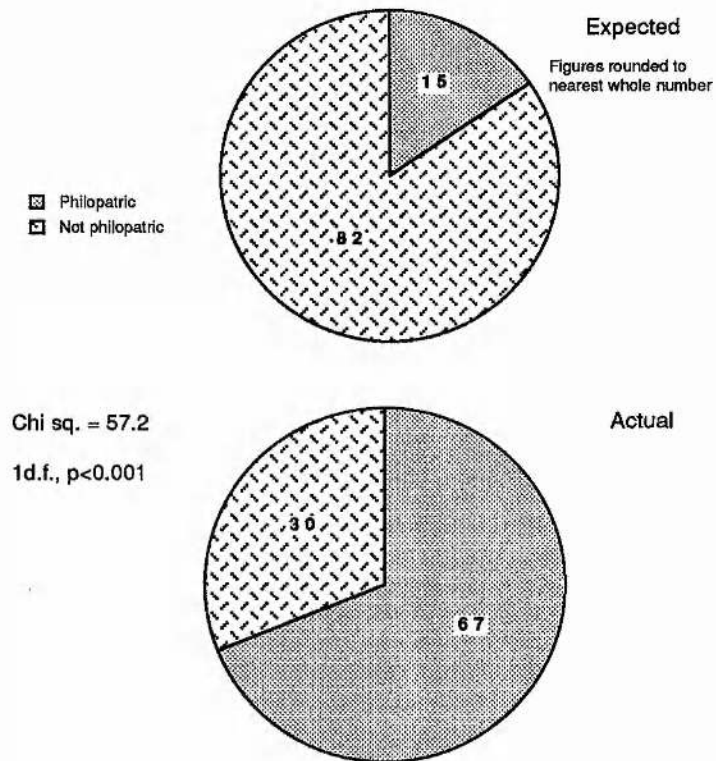 Expected
Figures rounded to
nearest whole number
15
Philopatric
Not philopatric
82
Chi sq. = 57.2
Actual
1d.f., p<0.001
30
67